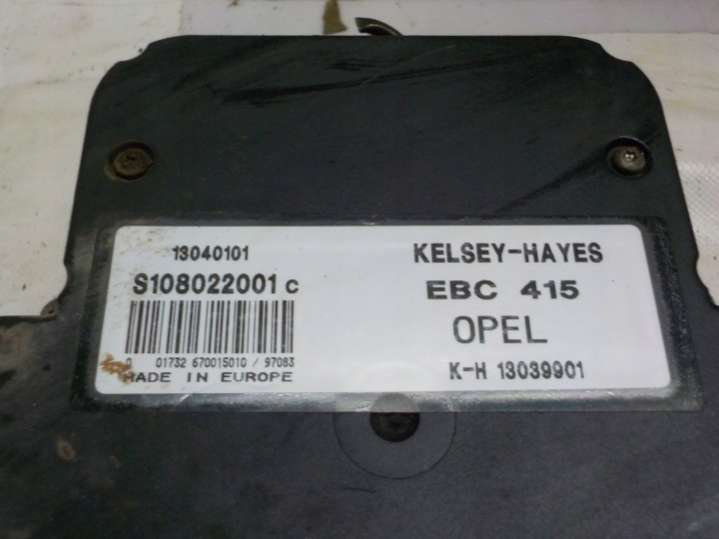 13040101
S108022001 C
0 01732 670015010 / 97083
MADE IN EUROPE
KELSEY-HAYES
EBC 415
OPEL
K-H 13039901